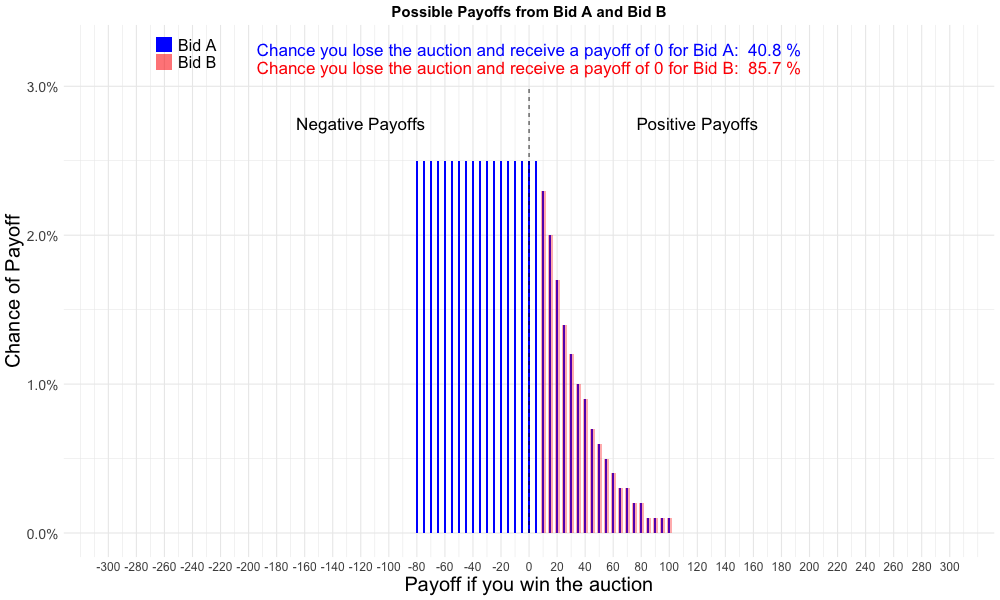 Possible Payoffs from Bid A and Bid B
Bid A
Bid B
Chance you lose the auction and receive a payoff of 0 for Bid A:  40.8 %
Chance you lose the auction and receive a payoff of 0 for Bid B:  85.7 %
Negative Payoffs
Positive Payoffs
Chance of Payoff
3.0%
2.0%
1.0%
0.0%
-300 -280 -260 -240 -220 -200 -180 -160 -140 -120 -100 -80 -60 -40 -20 0 20 40 60 80 100 120 140 160 180 200 220 240 260 280 300
Payoff if you win the auction